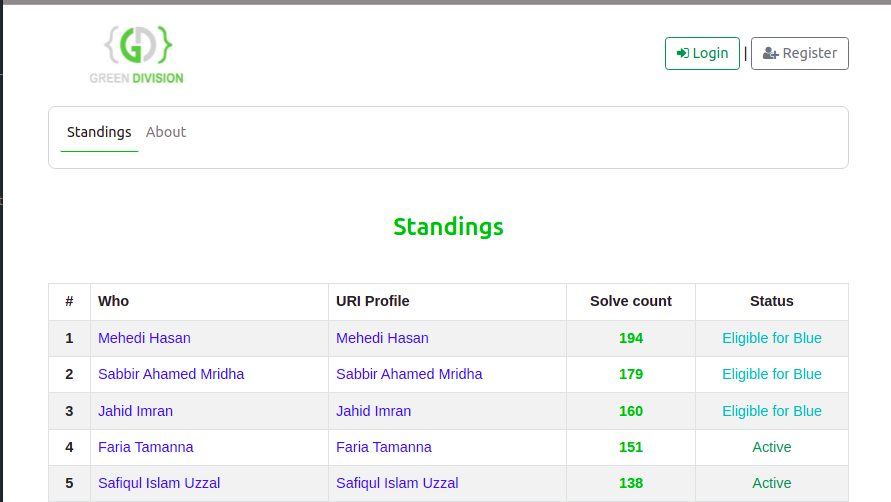 GREEN DIVISION
Login | Register
Standings About
Standings
# Who URI Profile Solve count Status
1 Mehedi Hasan Mehedi Hasan 194 Eligible for Blue
2 Sabbir Ahamed Mridha Sabbir Ahamed Mridha 179 Eligible for Blue
3 Jahid Imran Jahid Imran 160 Eligible for Blue
4 Faria Tamanna Faria Tamanna 151 Active
5 Safiqul Islam Uzzal Safiqul Islam Uzzal 138 Active